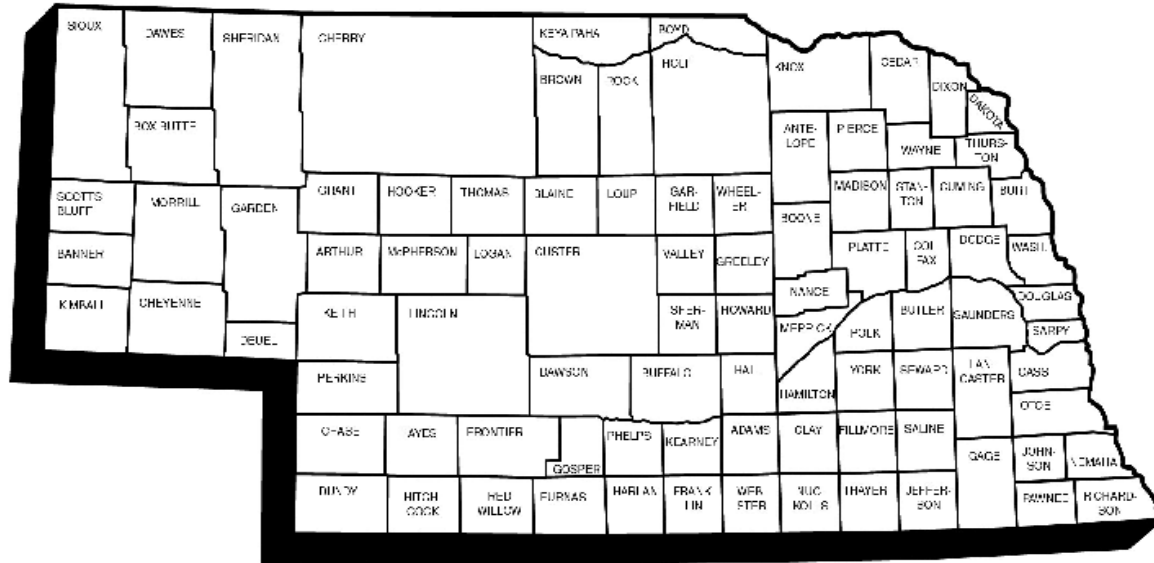 SIOUX
DAWES
SHERIDAN
CHERRY
KEYA PAHA
BOYD
HOLT
KNOX
CEDAR
DIXON
DAKOTA
BROWN
ROCK
BOX BUTTE
ANTE-
LOPE
PIERCE
WAYNE
THURS-
TON
SCOTTS
BLUFF
MORRILL
GARDEN
GRANT
HOOKER
THOMAS
BLAINE
LOUP
GAR-
FIELD
WHEEL-
ER
BOONE
MADISON
STAN-
TON
CUMING
BURT
BANNER
ARTHUR
McPHERSON
LOGAN
CUSTER
VALLEY
GREELEY
PLATTE
COL
FAX
DODGE
WASH.
KIMBALL
CHEYENNE
DEUEL
KEITH
LINCOLN
SHER-
MAN
HOWARD
NANCE
MERRICK
POLK
BUTLER
SAUNDERS
DOUGLAS
SARPY
PERKINS
DAWSON
BUFFALO
HALL
HAMILTON
YORK
SEWARD
LAN
CASTER
CASS
OTOE
CHASE
AYES
FRONTIER
GOSPER
PHELPS
KEARNEY
ADAMS
CLAY
FILLMORE
SALINE
GAGE
JOHN-
SON
NEMAHA
DUNDY
HITCH
COCK
RED
WILLOW
FURNAS
HARLAN
FRANK
LIN
WEB
STER
NUC
KOLLS
THAYER
JEFFER-
SON
PAWNEE
RICHARD-
SON